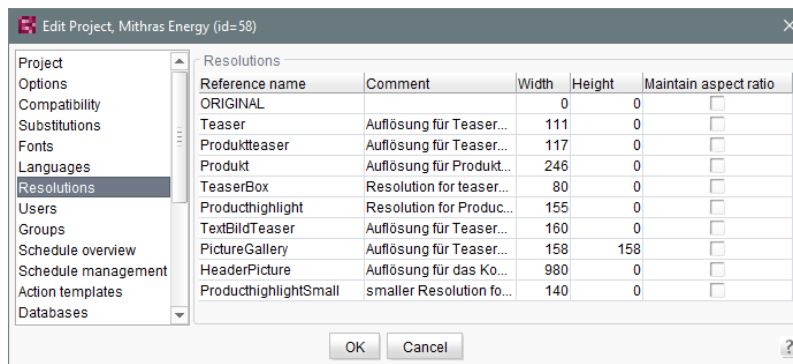 Edit Project, Mithras Energy (id=58)
Project
Options
Compatibility
Substitutions
Fonts
Languages
Resolutions
Users
Groups
Schedule overview
Schedule management
Action templates
Databases
Resolutions
Reference name Comment Width Height Maintain aspect ratio
ORIGINAL 0 0
Teaser Auflösung für Teaser... 111 0
Produktteaser Auflösung für Teaser... 117 0
Produkt Auflösung für Produkt... 246 0
TeaserBox Resolution for teaser... 80 0
Producthighlight Resolution for Produc... 155 0
TextBildTeaser Auflösung für Teaser... 160 0
PictureGallery Auflösung für Teaser... 158 158
HeaderPicture Auflösung für das Ko... 980 0
ProducthighlightSmall smaller Resolution fo... 140 0
OK Cancel ?